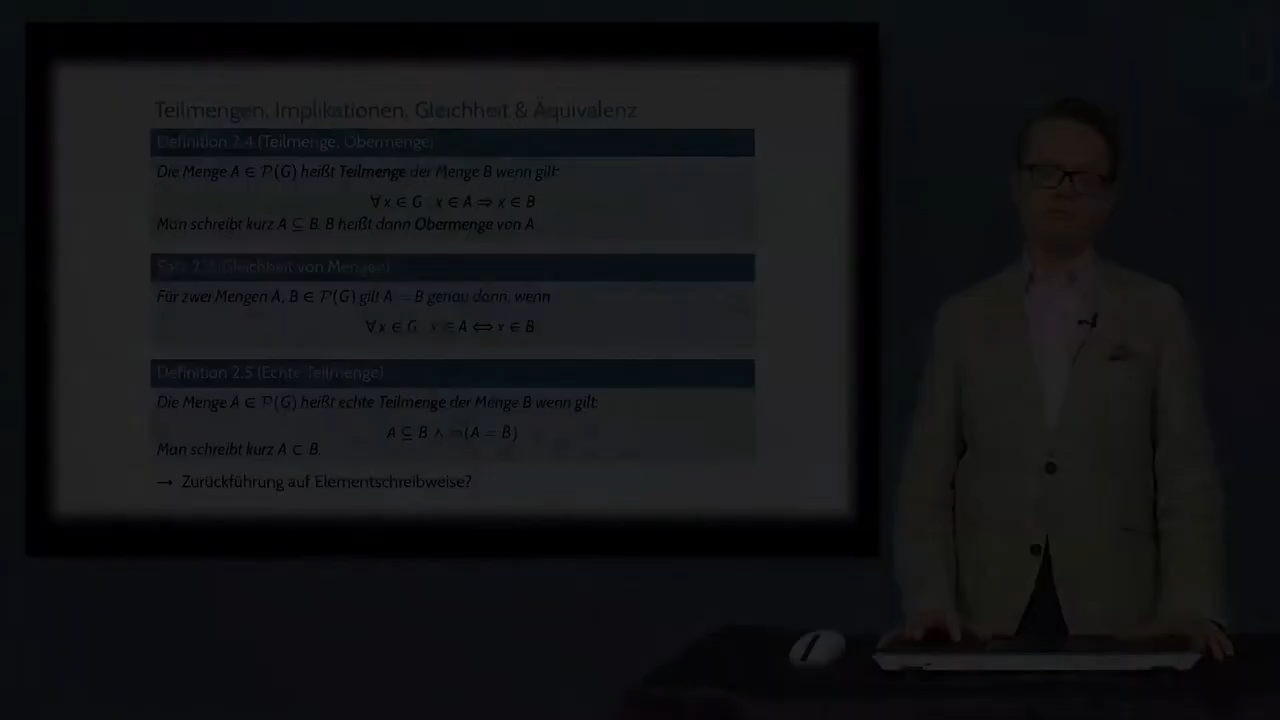 Teilmengen, Implikationen, Gleichheit & Äquivalenz
Definition 2.4 (Teilmenge, Obermenge)
Die Menge A ∈ P(G) heißt Teilmenge der Menge B wenn gilt:
∀ x ∈ G : x ∈ A ⇒ x ∈ B
Man schreibt kurz A ⊆ B. B heißt dann Obermenge von A.
Satz (Gleichheit von Mengen)
Für zwei Mengen A, B ∈ P(G) gilt A = B genau dann, wenn
∀ x ∈ G : x ∈ A ⟺ x ∈ B
Definition 2.5 (Echte Teilmenge)
Die Menge A ∈ P(G) heißt echte Teilmenge der Menge B wenn gilt:
A ⊆ B ∧ ¬(A = B)
Man schreibt kurz A ⊂ B.
→ Zurückführung auf Elementschreibweise?